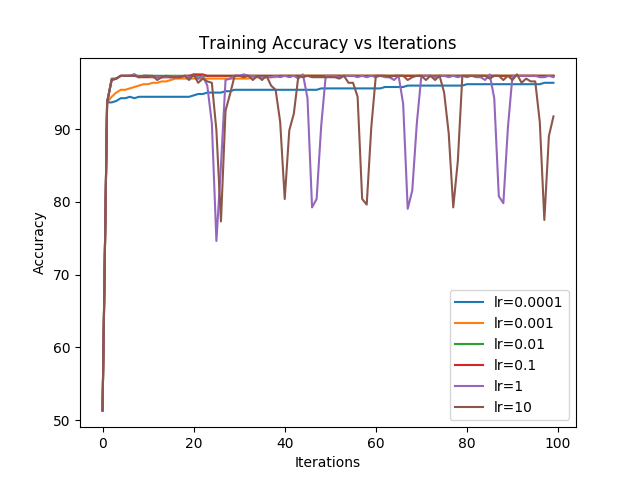 Training Accuracy vs Iterations
Accuracy
90
80
70
60
50
0 20 40 60 80 100
Iterations
lr=0.0001
lr=0.001
lr=0.01
lr=0.1
lr=1
lr=10